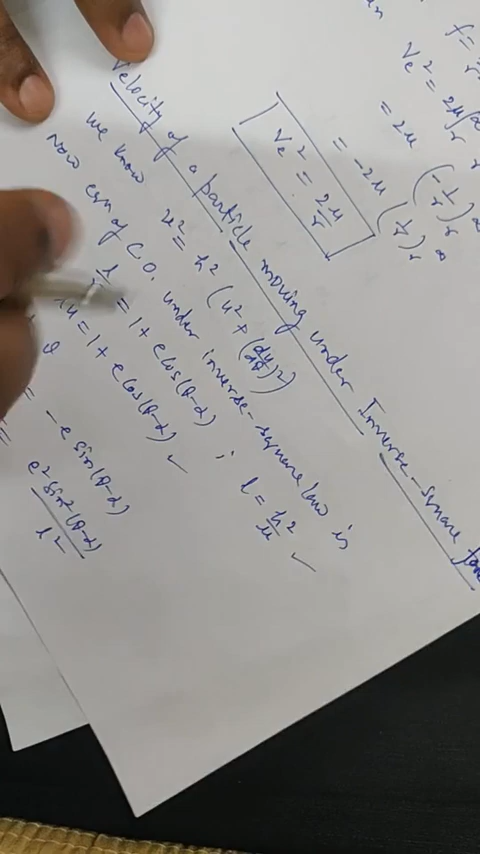 f =
Ve² = 2μ
= 2μ (-1/r)r ∞
= -2μ (1/r)r ∞
Ve² = 2μ/r
Velocity of a particle moving under Inverse-Square
We know v² = h² (u² + (du/dθ)²)
Now eqn of C.O. under inverse-square law is
l/r = 1 + e cos(θ-α) ; l = h²/μ ✓
lu = 1 + e cos(θ-α) ✓
= -e sin(θ-α)
= e² sin²(θ-α)/l²